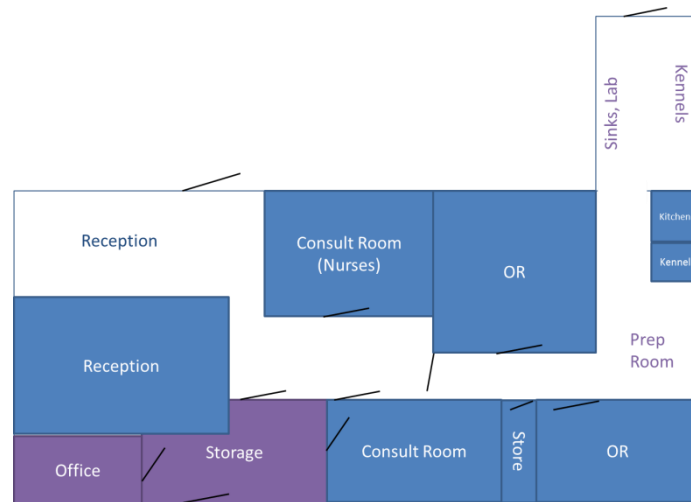 Sinks, Lab
Kennels
Reception
Consult Room
(Nurses)
OR
Kitchen
Kennel
Reception
Prep
Room
Office
Storage
Consult Room
Store
OR